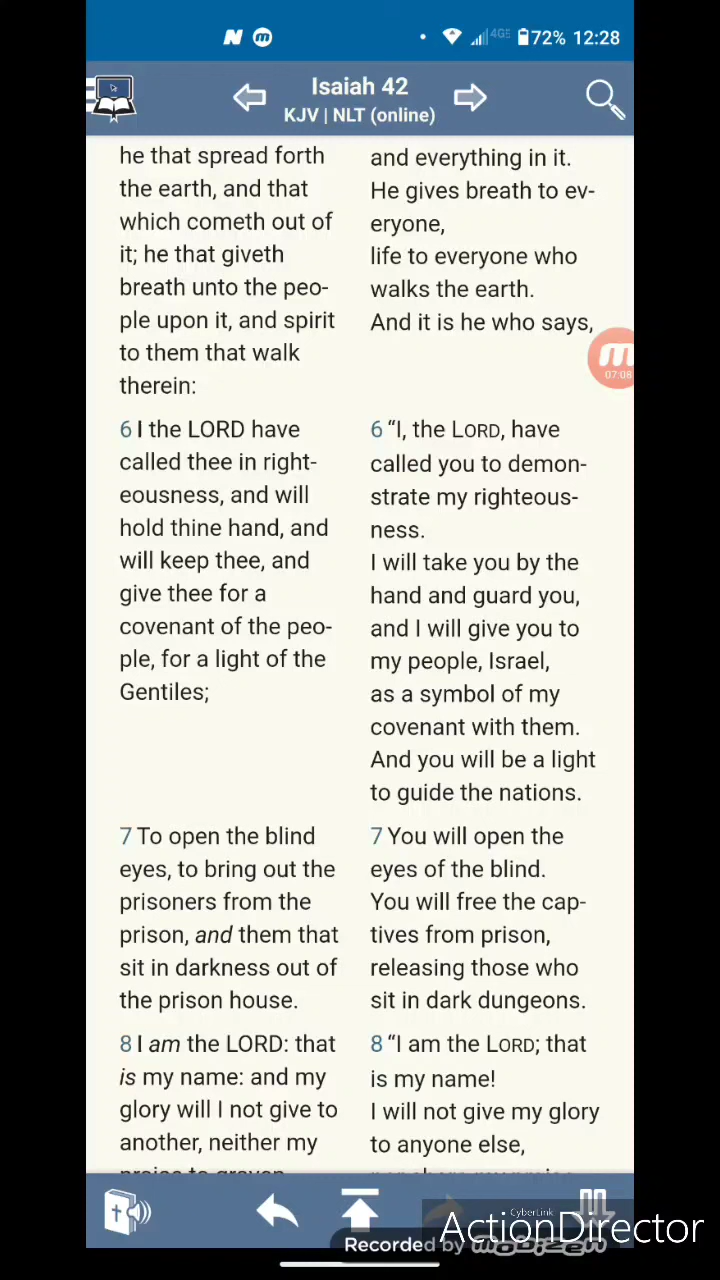 72% 12:28
Isaiah 42
KJV | NLT (online)
he that spread forth
the earth, and that
which cometh out of
it; he that giveth
breath unto the peo-
ple upon it, and spirit
to them that walk
therein:
and everything in it.
He gives breath to ev-
eryone,
life to everyone who
walks the earth.
And it is he who says,
07:08
6 I the LORD have
called thee in right-
eousness, and will
hold thine hand, and
will keep thee, and
give thee for a
covenant of the peo-
ple, for a light of the
Gentiles;
6 “I, the LORD, have
called you to demon-
strate my righteous-
ness.
I will take you by the
hand and guard you,
and I will give you to
my people, Israel,
as a symbol of my
covenant with them.
And you will be a light
to guide the nations.
7 To open the blind
eyes, to bring out the
prisoners from the
prison, and them that
sit in darkness out of
the prison house.
7 You will open the
eyes of the blind.
You will free the cap-
tives from prison,
releasing those who
sit in dark dungeons.
8 I am the LORD: that
is my name: and my
glory will I not give to
another, neither my
8 “I am the LORD; that
is my name!
I will not give my glory
to anyone else,
CyberLink
ActionDirector
Recorded by mobizen